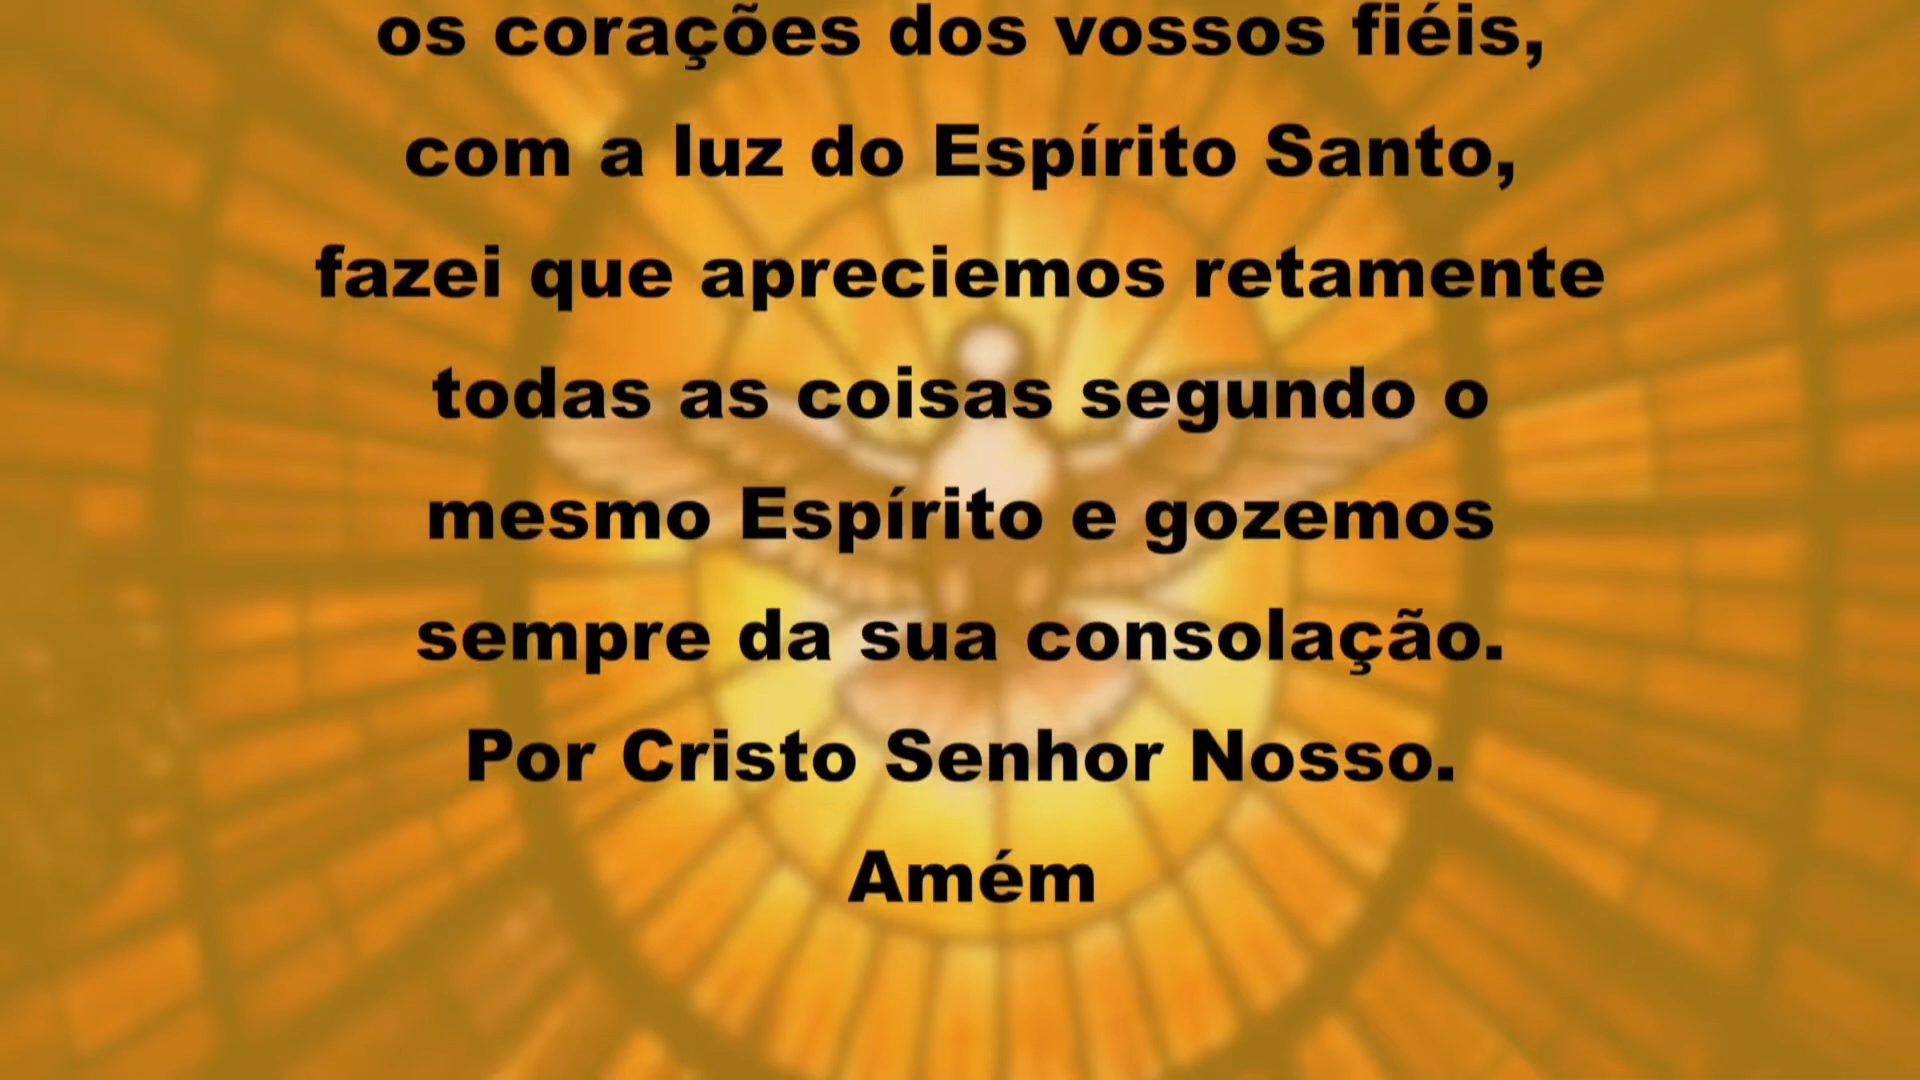 os corações dos vossos fiéis,
com a luz do Espírito Santo,
fazei que apreciemos retamente
todas as coisas segundo o
mesmo Espírito e gozemos
sempre da sua consolação.
Por Cristo Senhor Nosso.
Amém